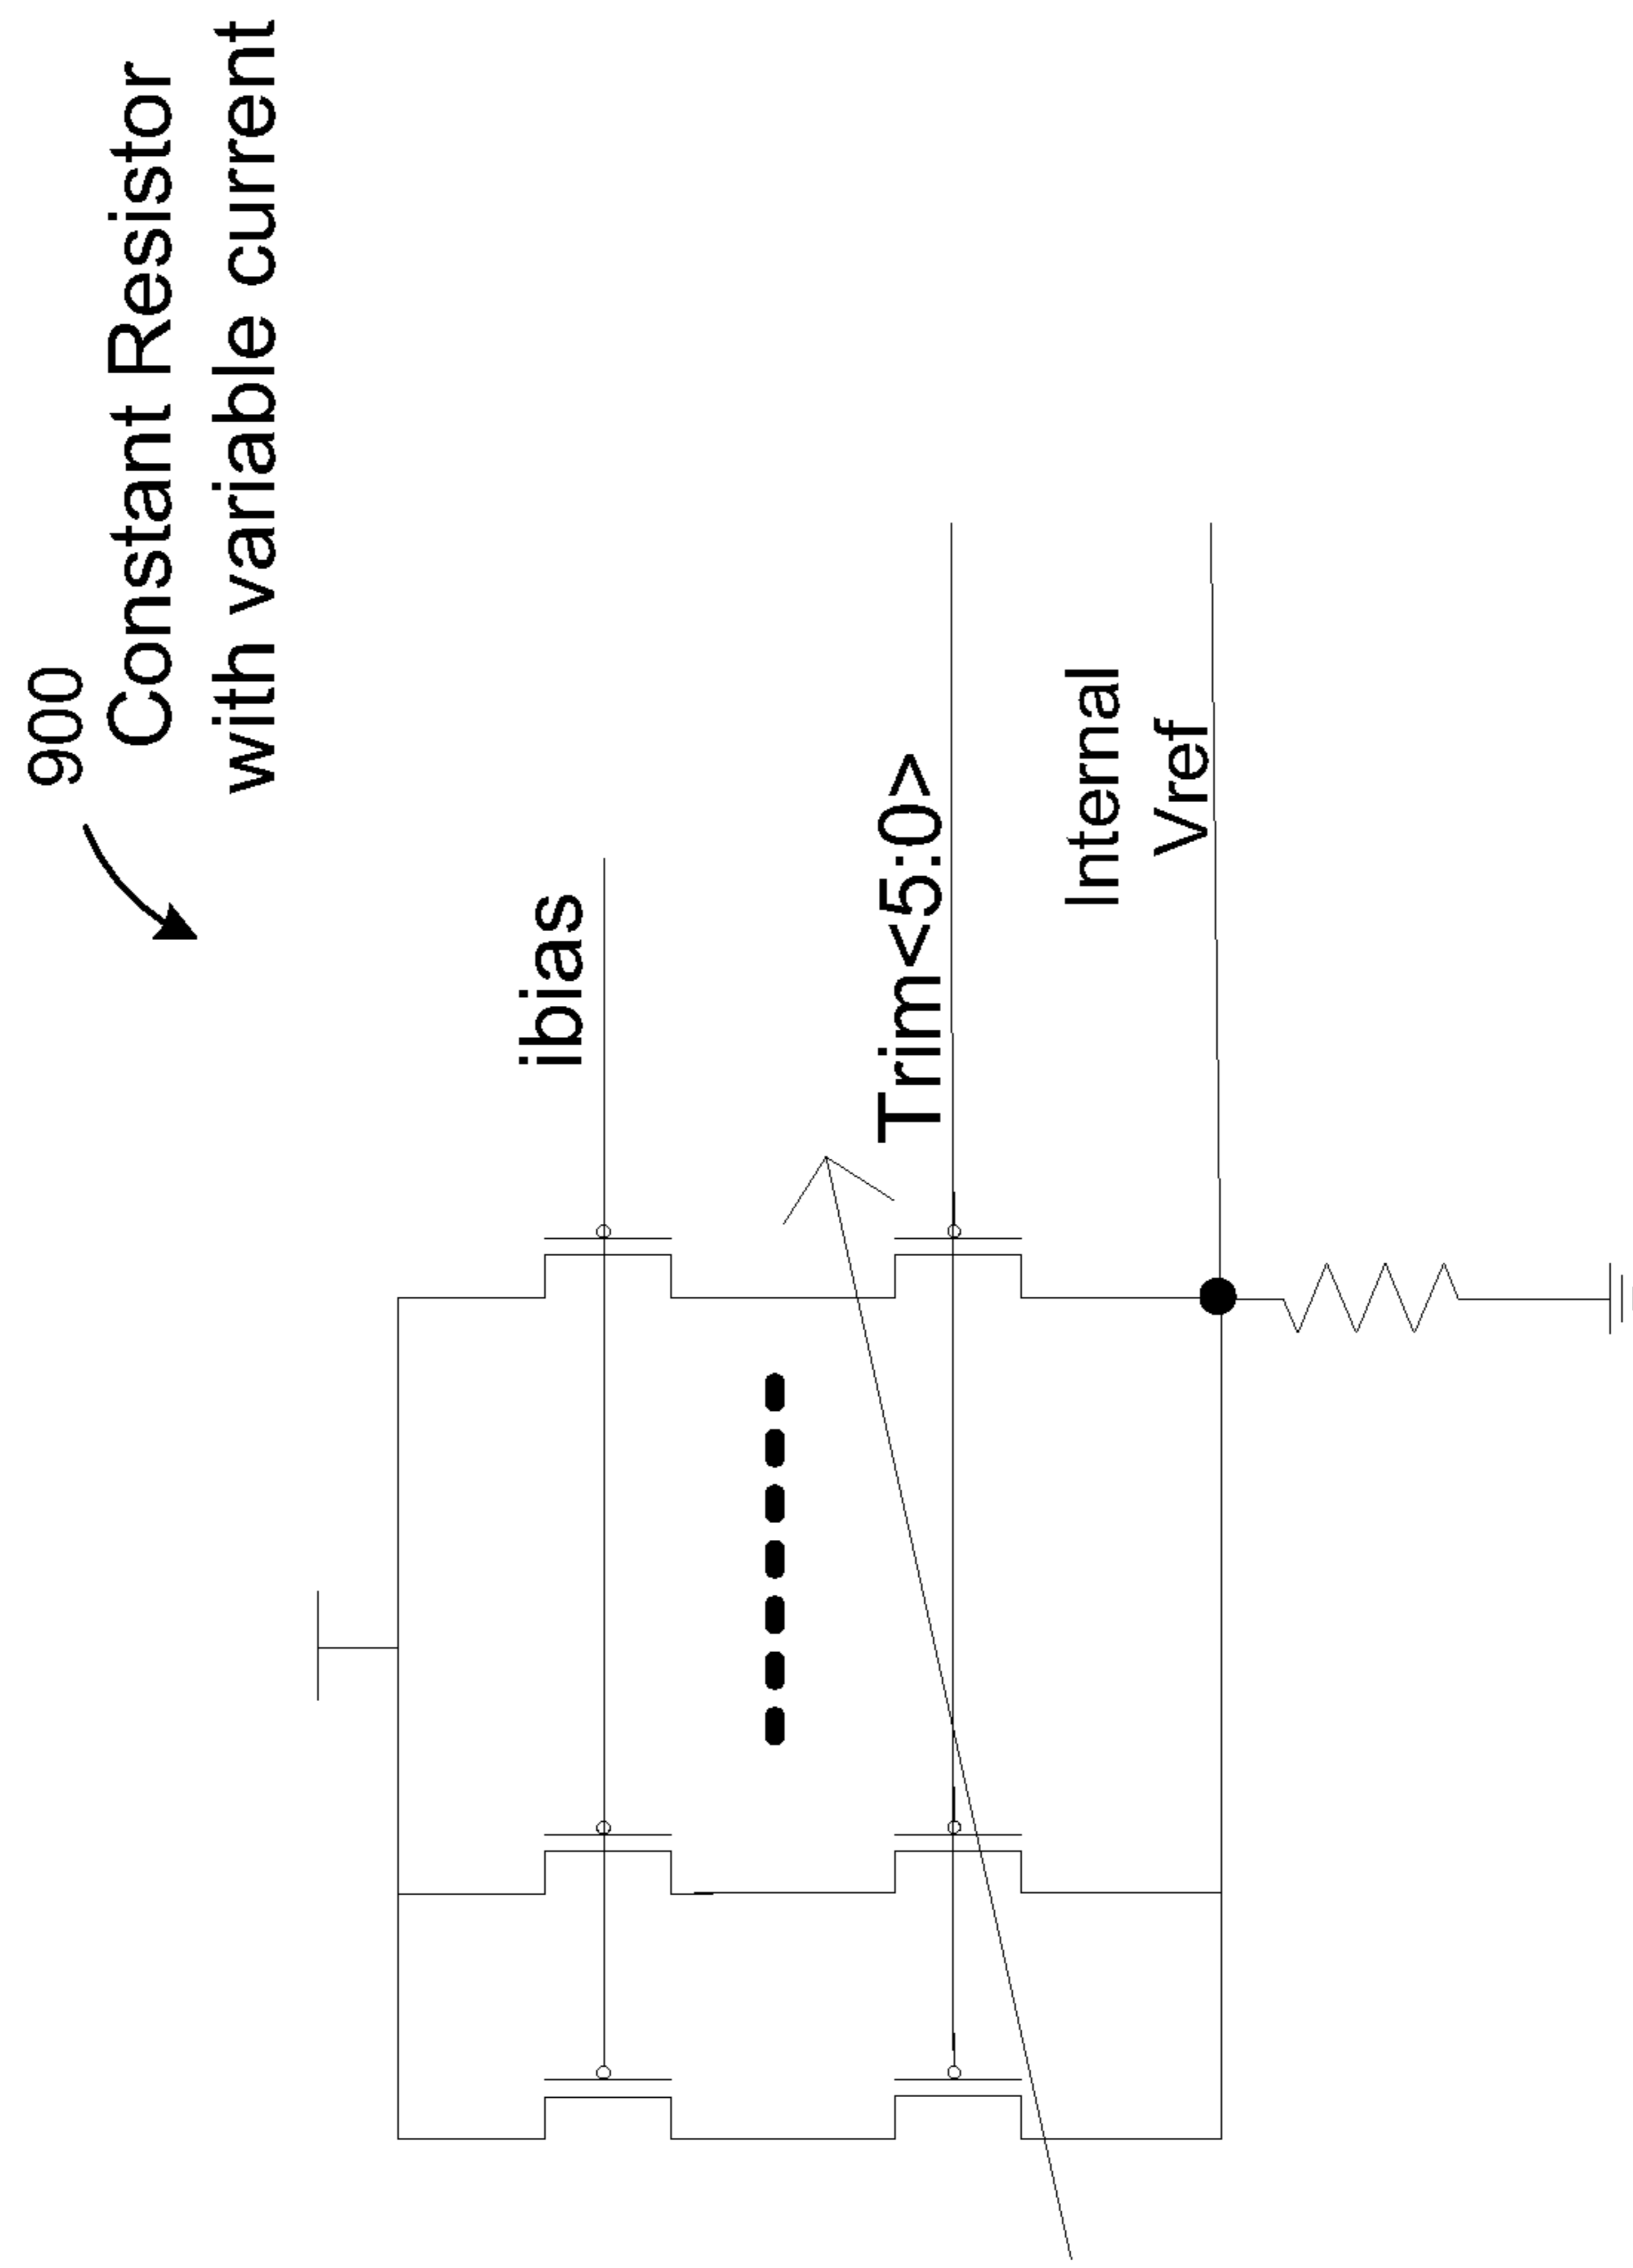 900
Constant Resistor
with variable current
ibias
Trim<5:0>
Internal
Vref